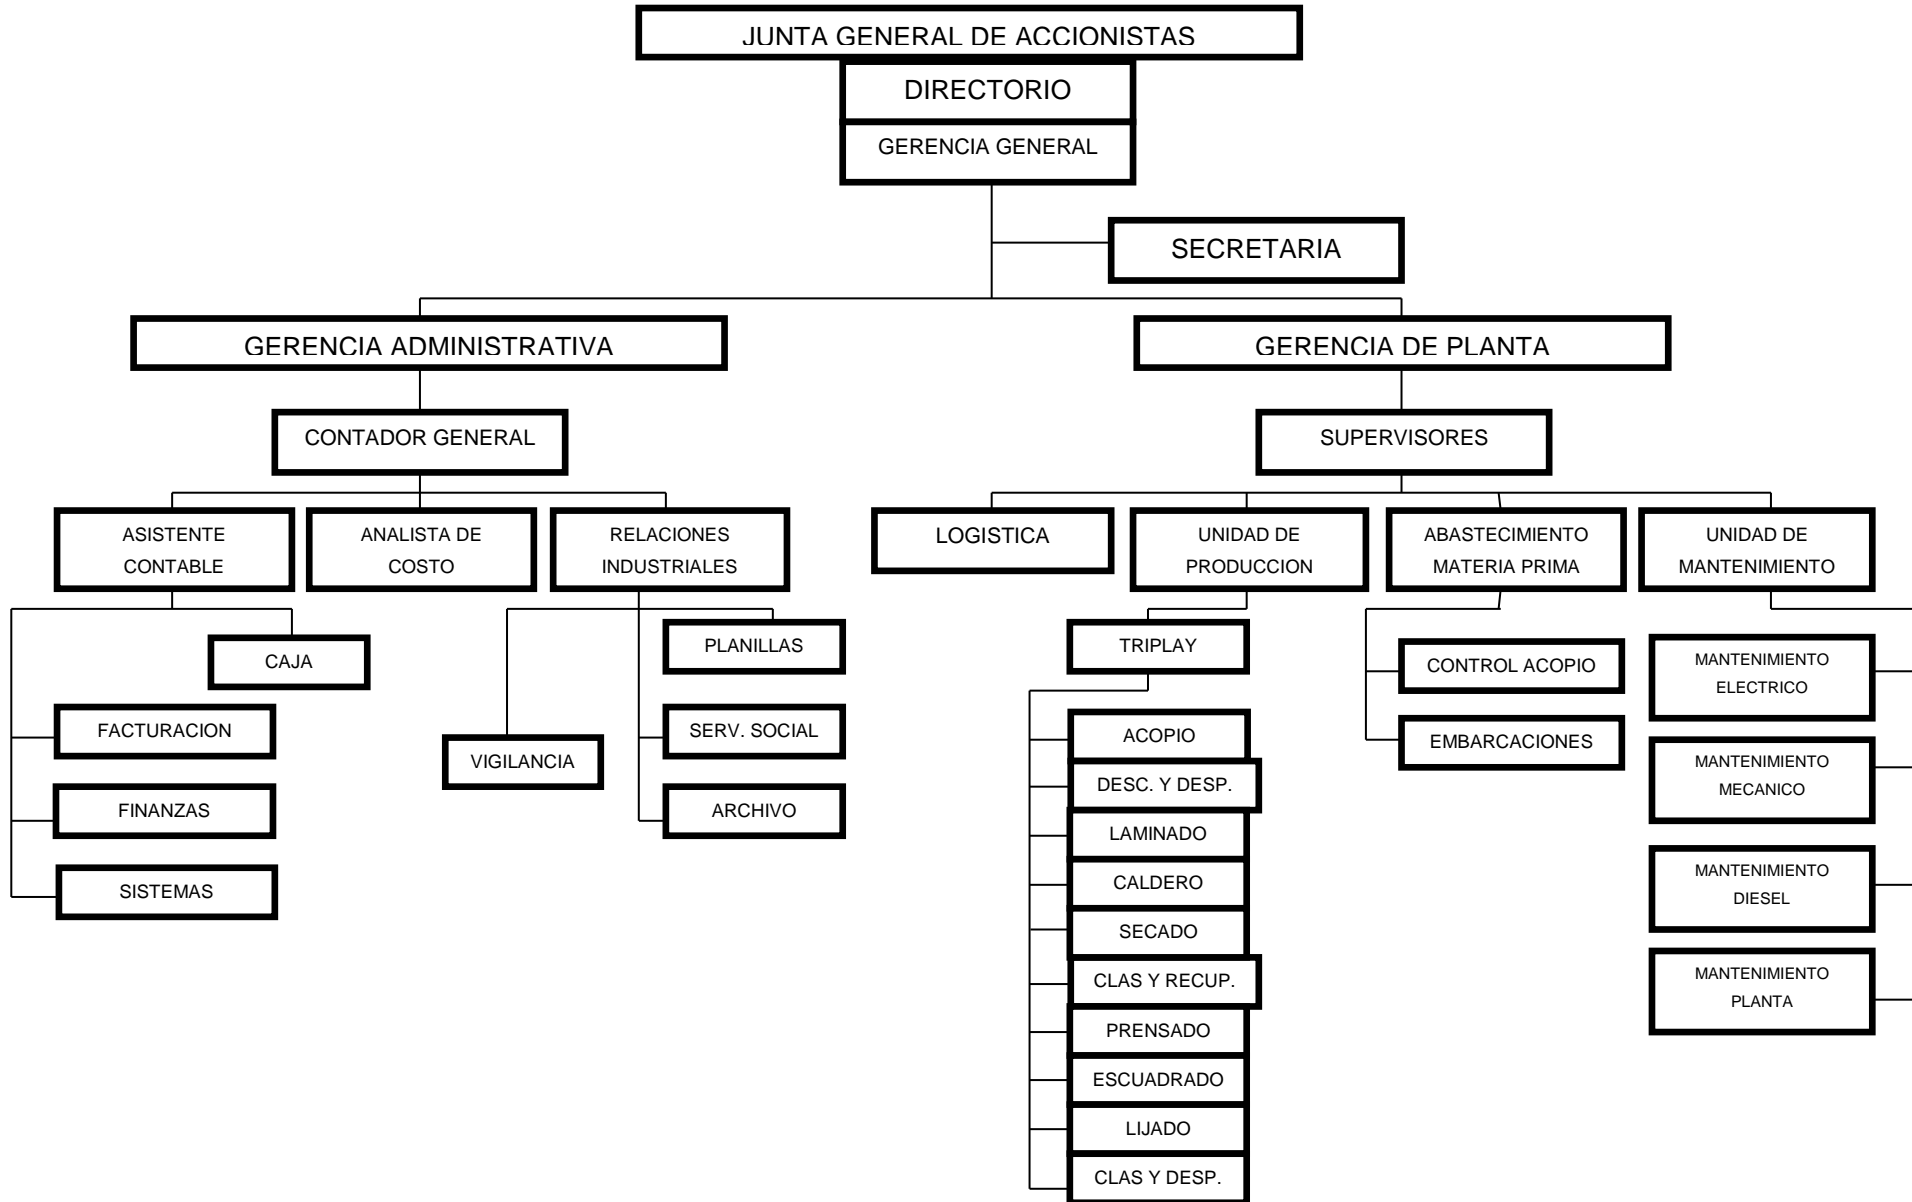 JUNTA GENERAL DE ACCIONISTAS
DIRECTORIO
GERENCIA GENERAL
SECRETARIA
GERENCIA ADMINISTRATIVA
GERENCIA DE PLANTA
CONTADOR GENERAL
SUPERVISORES
ASISTENTE
CONTABLE
ANALISTA DE
COSTO
RELACIONES
INDUSTRIALES
LOGISTICA
UNIDAD DE
PRODUCCION
ABASTECIMIENTO
MATERIA PRIMA
UNIDAD DE
MANTENIMIENTO
CAJA
FACTURACION
FINANZAS
SISTEMAS
VIGILANCIA
PLANILLAS
SERV. SOCIAL
ARCHIVO
TRIPLAY
ACOPIO
DESC. Y DESP.
LAMINADO
CALDERO
SECADO
CLAS Y RECUP.
PRENSADO
ESCUADRADO
LIJADO
CLAS Y DESP.
CONTROL ACOPIO
EMBARCACIONES
MANTENIMIENTO
ELECTRICO
MANTENIMIENTO
MECANICO
MANTENIMIENTO
DIESEL
MANTENIMIENTO
PLANTA